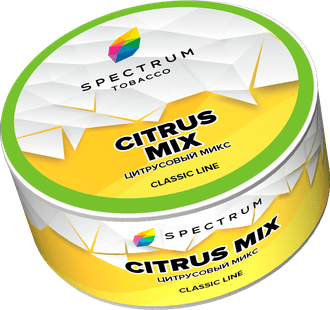 SPECTRUM
TOBACCO
CITRUS
MIX
ЦИТРУСОВЫЙ МИКС
CLASSIC LINE
SPECTRUM
CITRUS MIX
ЦИТРУСОВЫЙ МИКС
CLASSIC LINE